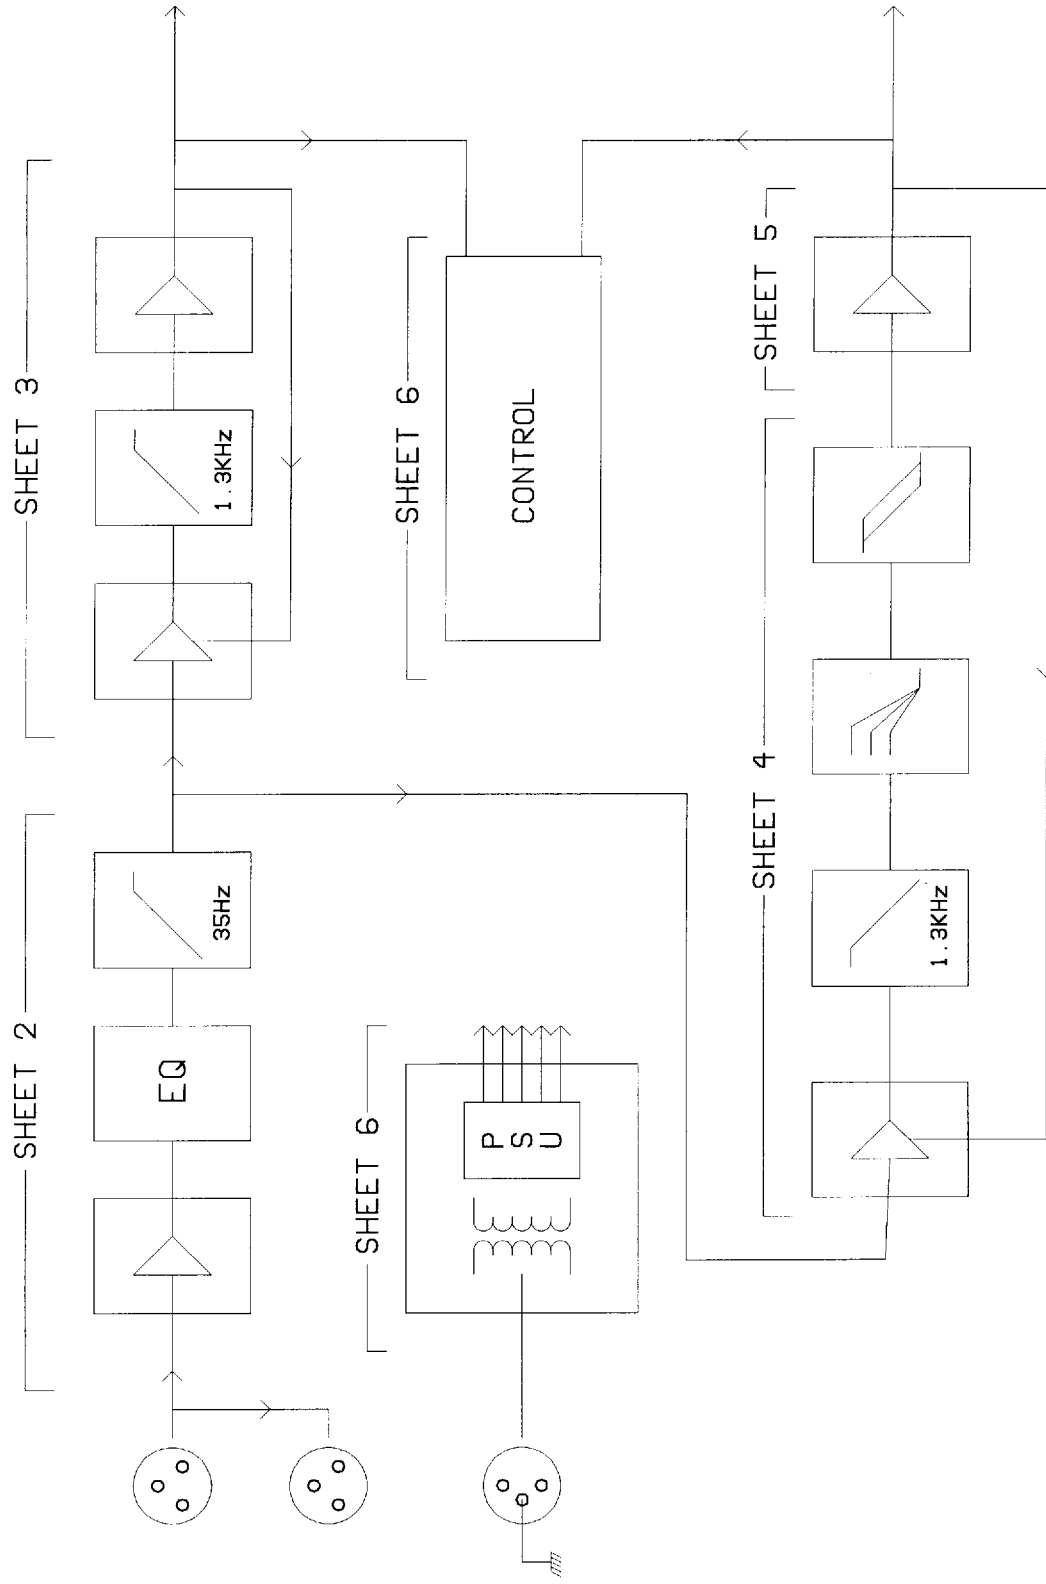 SHEET 2
SHEET 3
EQ
35Hz
1.3KHz
SHEET 6
SHEET 6
P
S
U
CONTROL
SHEET 4
SHEET 5
1.3KHz